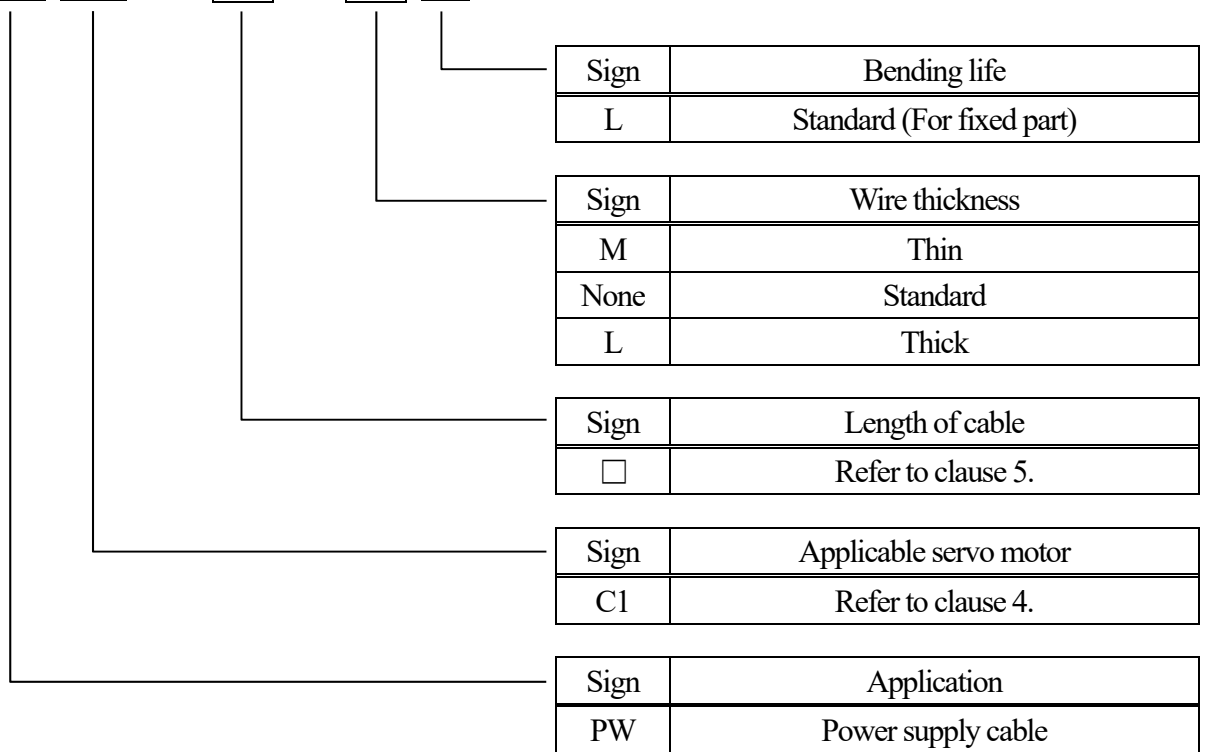 Sign Bending life
L Standard (For fixed part)
Sign Wire thickness
M Thin
None Standard
L Thick
Sign Length of cable
□ Refer to clause 5.
Sign Applicable servo motor
C1 Refer to clause 4.
Sign Application
PW Power supply cable